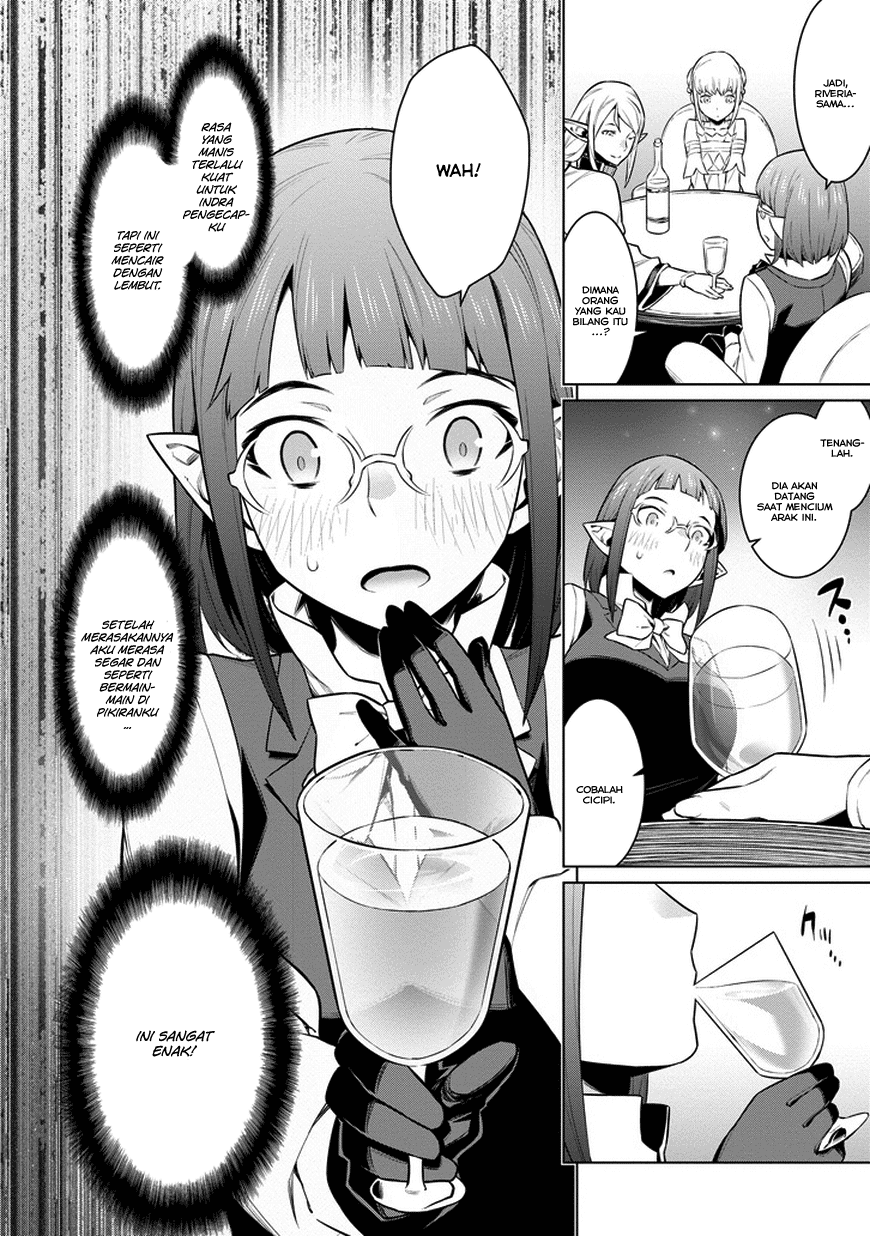 JADI,
RIVERIA-
SAMA...
DIMANA
ORANG
YANG KAU
BILANG ITU
...?
TENANG-
LAH.
DIA AKAN
DATANG
SAAT MENCIUM
ARAK INI.
COBALAH
CICIPI.
WAH!
RASA
YANG
MANIS
TERLALU
KUAT
UNTUK
INDRA
PENGECAP-
KU
TAPI INI
SEPERTI
MENCAIR
DENGAN
LEMBUT.
SETELAH
MERASAKANNYA
AKU MERASA
SEGAR DAN
SEPERTI
BERMAIN-
MAIN DI
PIKIRANKU
...
INI SANGAT
ENAK!